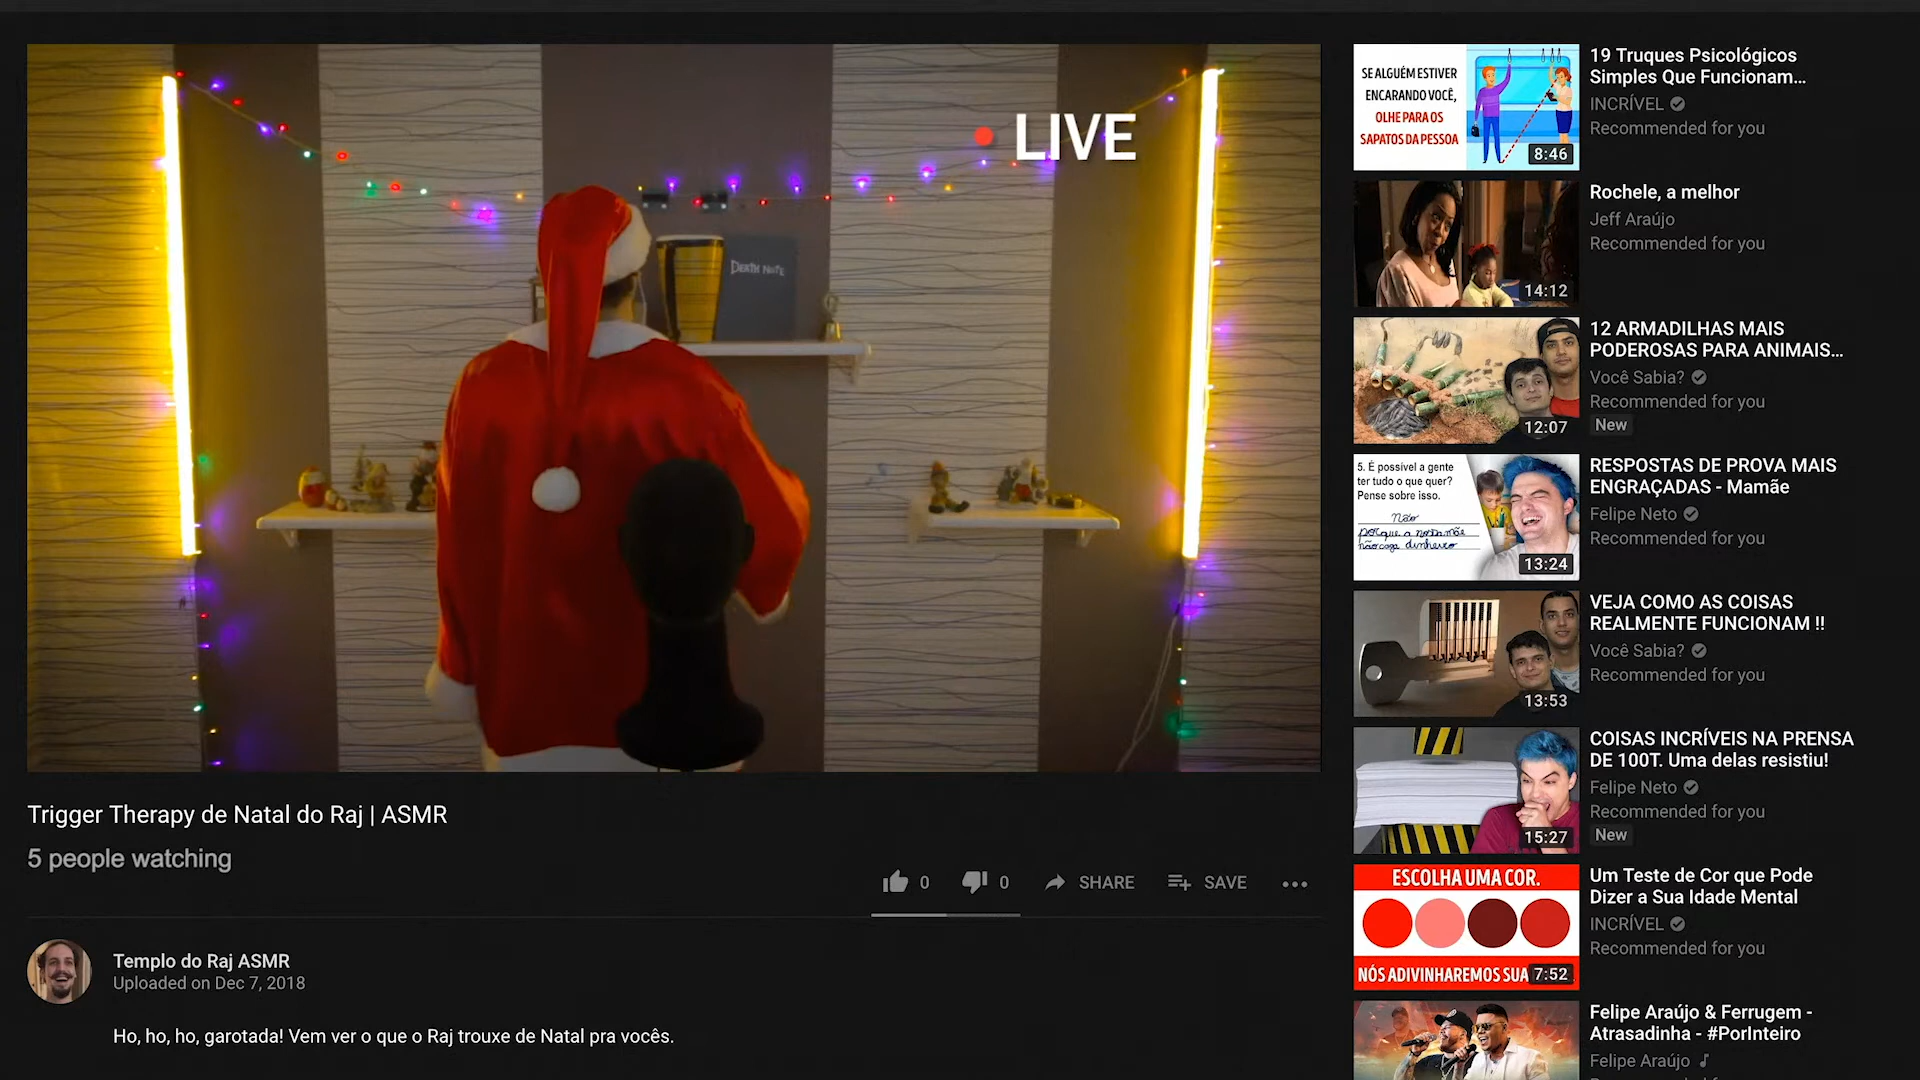 LIVE
DEATH NOTE
Trigger Therapy de Natal do Raj | ASMR
5 people watching
0
0
SHARE
SAVE
Templo do Raj ASMR
Uploaded on Dec 7, 2018
Ho, ho, ho, garotada! Vem ver o que o Raj trouxe de Natal pra vocês.
SE ALGUÉM ESTIVER
ENCARANDO VOCÊ,
OLHE PARA OS
SAPATOS DA PESSOA
8:46
19 Truques Psicológicos
Simples Que Funcionam...
INCRÍVEL
Recommended for you
14:12
Rochele, a melhor
Jeff Araújo
Recommended for you
12:07
12 ARMADILHAS MAIS
PODEROSAS PARA ANIMAIS...
Você Sabia?
Recommended for you
New
5. É possível a gente
ter tudo o que quer?
Pense sobre isso.
Não
porque a nossa mãe
não caga dinheiro
13:24
RESPOSTAS DE PROVA MAIS
ENGRAÇADAS - Mamãe
Felipe Neto
Recommended for you
13:53
VEJA COMO AS COISAS
REALMENTE FUNCIONAM !!
Você Sabia?
Recommended for you
15:27
COISAS INCRÍVEIS NA PRENSA
DE 100T. Uma delas resistiu!
Felipe Neto
Recommended for you
New
ESCOLHA UMA COR.
NÓS ADIVINHAREMOS SUA
7:52
Um Teste de Cor que Pode
Dizer a Sua Idade Mental
INCRÍVEL
Recommended for you
Felipe Araújo & Ferrugem -
Atrasadinha - #PorInteiro
Felipe Araújo